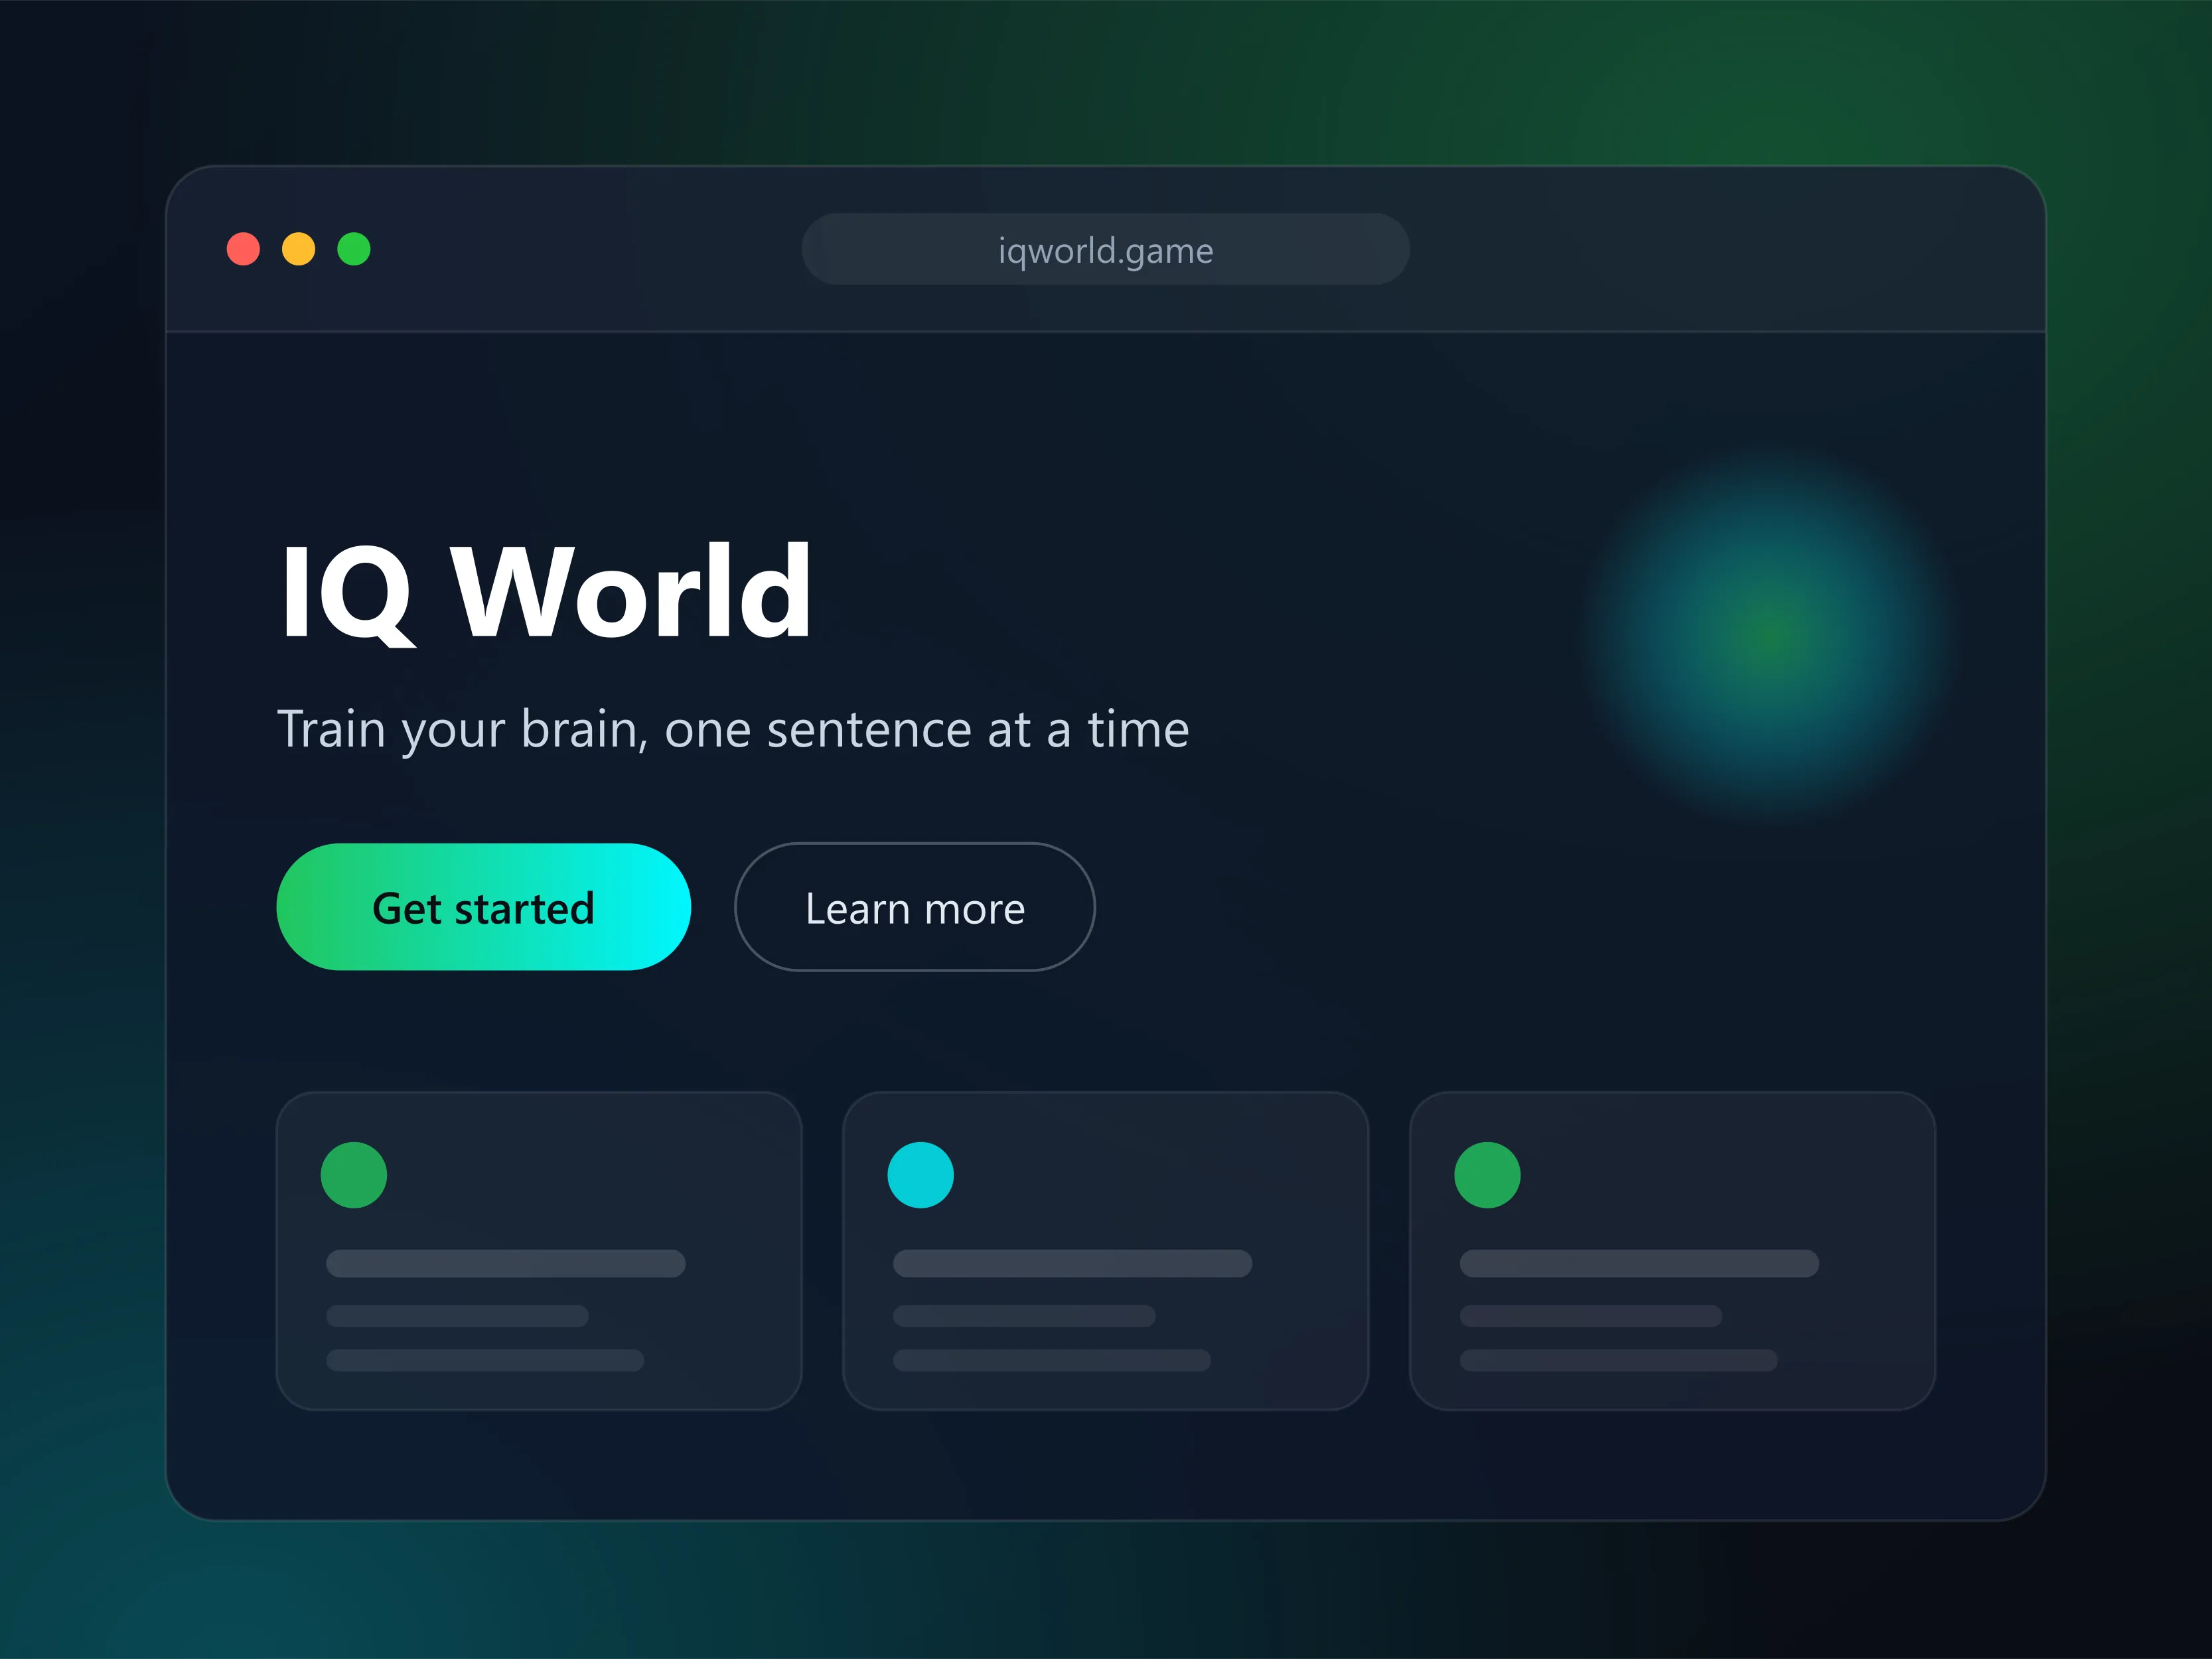 iqworld.game
IQ World
Train your brain, one sentence at a time
Get started
Learn more